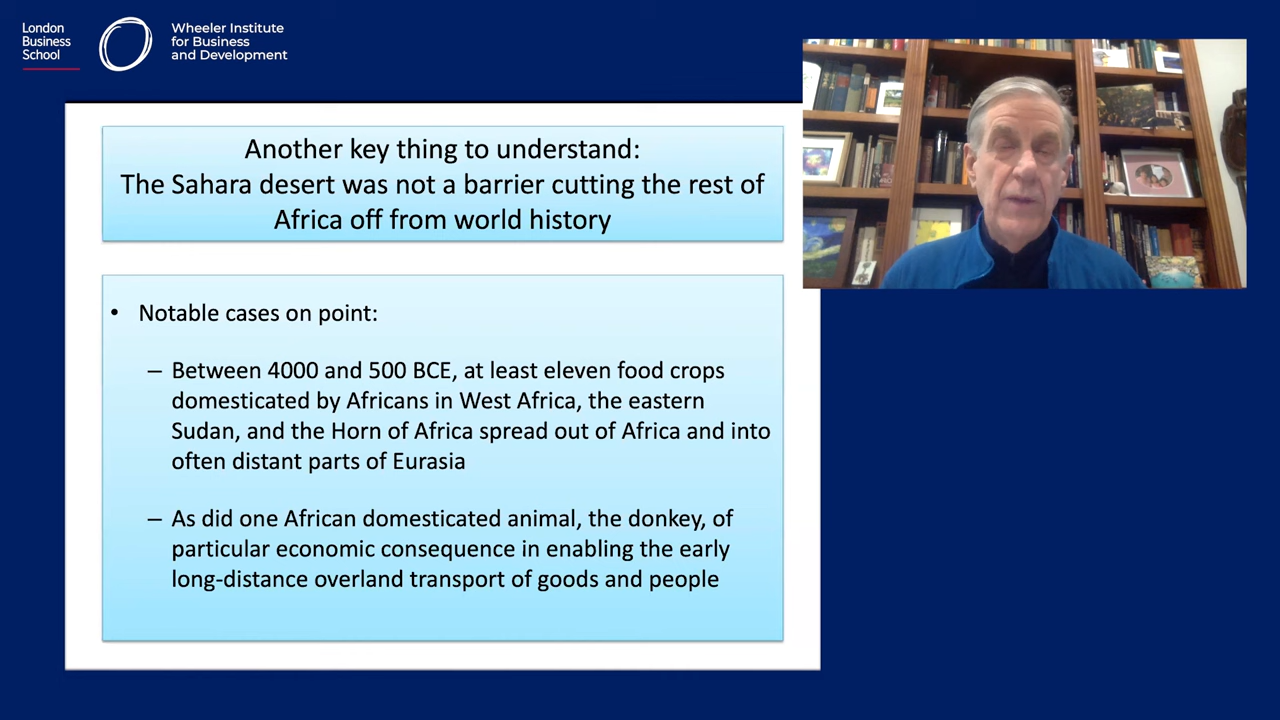 London
Business
School
Wheeler Institute
for Business
and Development
Another key thing to understand:
The Sahara desert was not a barrier cutting the rest of
Africa off from world history
• Notable cases on point:
– Between 4000 and 500 BCE, at least eleven food crops
domesticated by Africans in West Africa, the eastern
Sudan, and the Horn of Africa spread out of Africa and into
often distant parts of Eurasia
– As did one African domesticated animal, the donkey, of
particular economic consequence in enabling the early
long-distance overland transport of goods and people